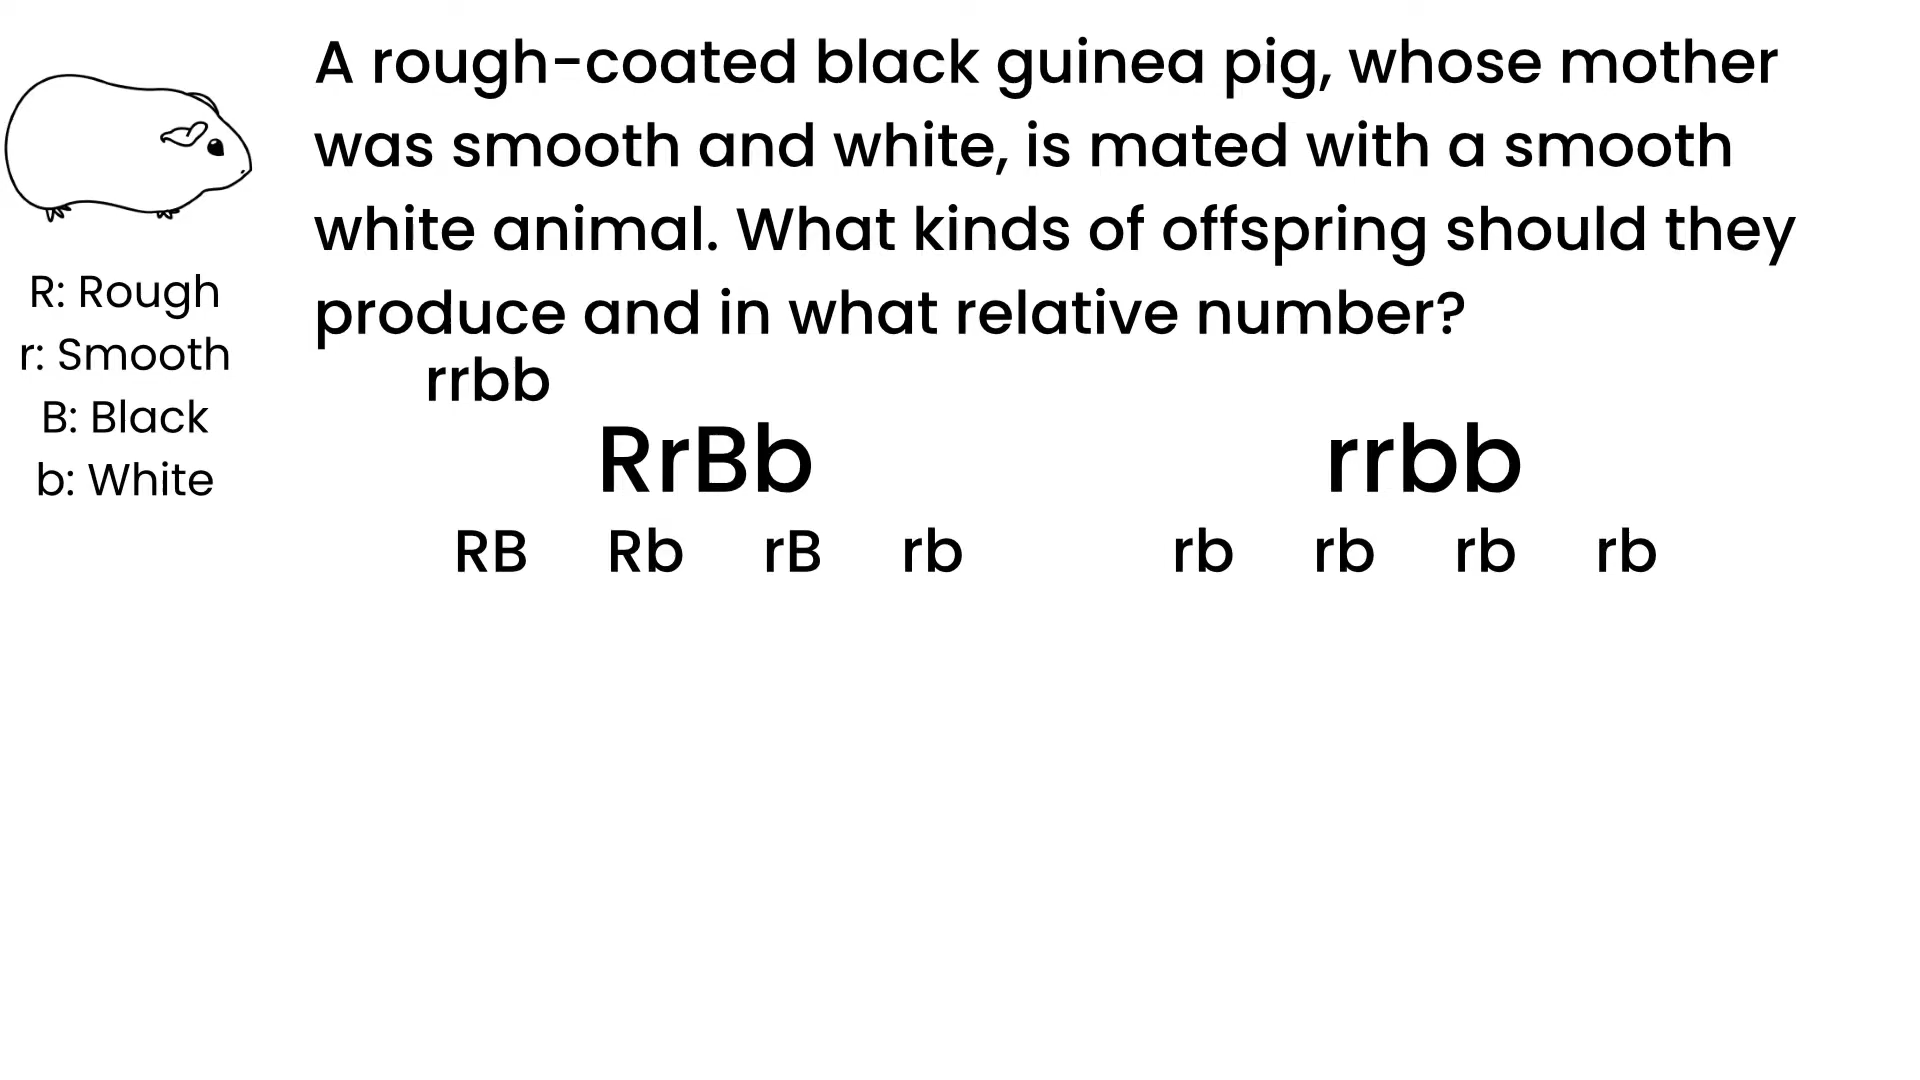 A rough-coated black guinea pig, whose mother
was smooth and white, is mated with a smooth
white animal. What kinds of offspring should they
produce and in what relative number?
R: Rough
r: Smooth
B: Black
b: White
rrbb
RrBb rrbb
RB Rb rB rb rb rb rb rb